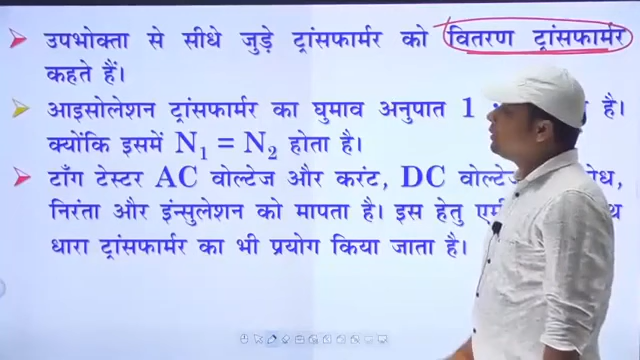 उपभोक्ता से सीधे जुड़े ट्रांसफार्मर को वितरण ट्रांसफार्मर
कहते हैं।
आइसोलेशन ट्रांसफार्मर का घुमाव अनुपात 1 है।
क्योंकि इसमें N₁ = N₂ होता है।
टाँग टेस्टर AC वोल्टेज और करंट, DC
निरंता और इंन्सुलेशन को मापता है। इस हेतु
धारा ट्रांसफार्मर का भी प्रयोग किया जाता है।